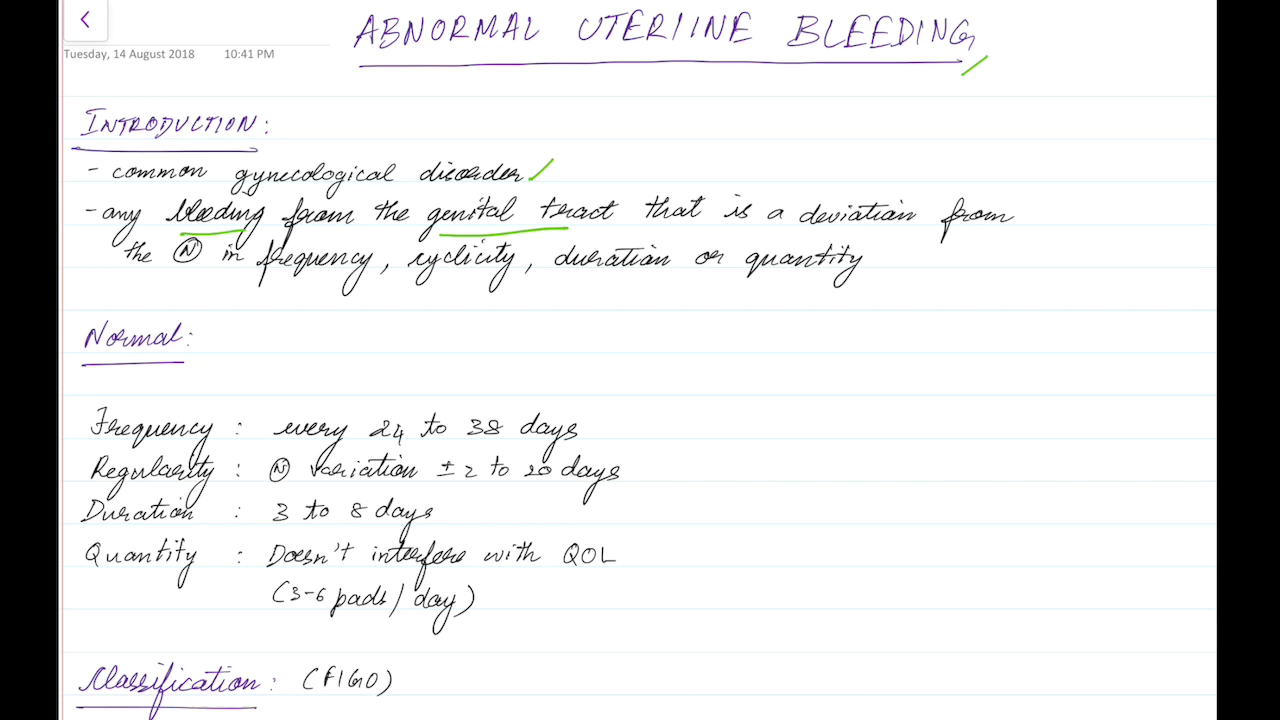 ABNORMAL UTERIINE BLEEDING
Tuesday, 14 August 2018 10:41 PM
INTRODUCTION:
- common gynecological disorder
- any bleeding from the genital tract that is a deviation from
the Ⓝ in frequency, cyclicity, duration or quantity
Normal:
Frequency : every 24 to 38 days
Regularity : Ⓝ variation ± 2 to 20 days
Duration : 3 to 8 days
Quantity : Doesn't interfere with QOL
(3-6 pads/day)
Classification: (FIGO)